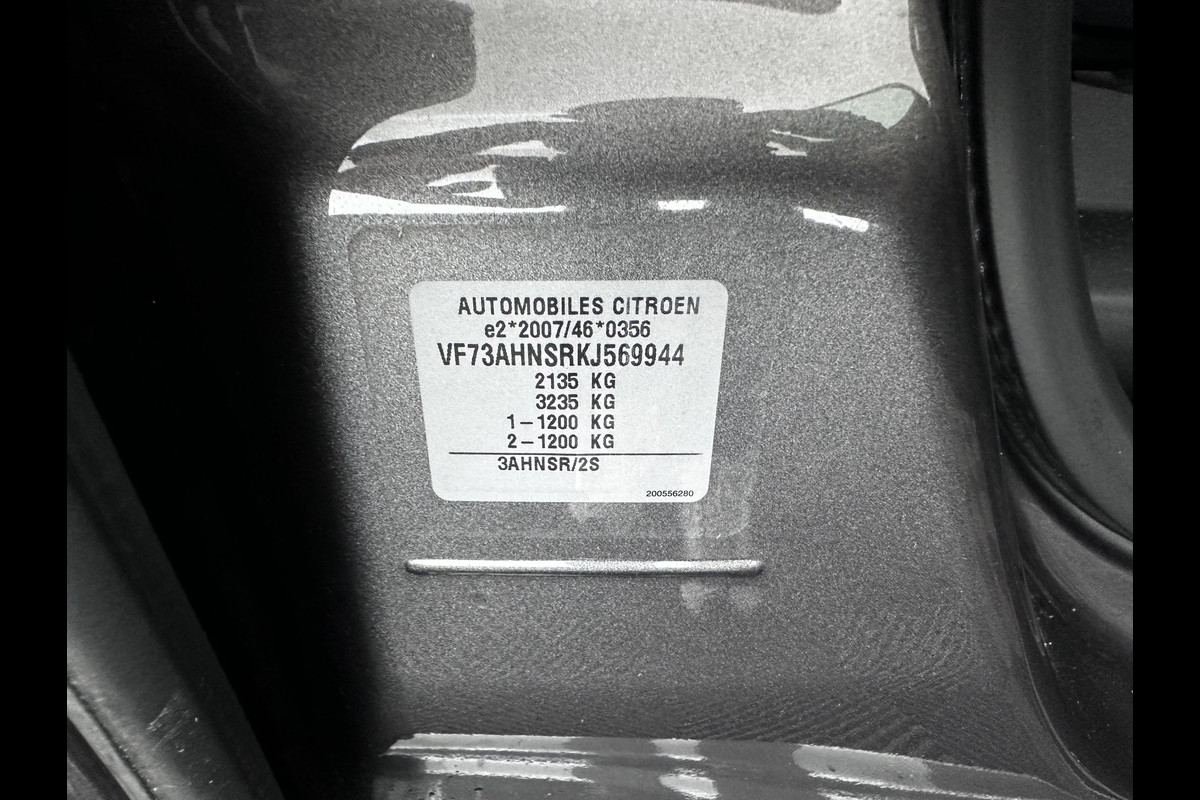 AUTOMOBILES CITROEN
e2*2007/46*0356
VF73AHNSRKJ569944
2135 KG
3235 KG
1-1200 KG
2-1200 KG
3AHNSR/2S
200556280